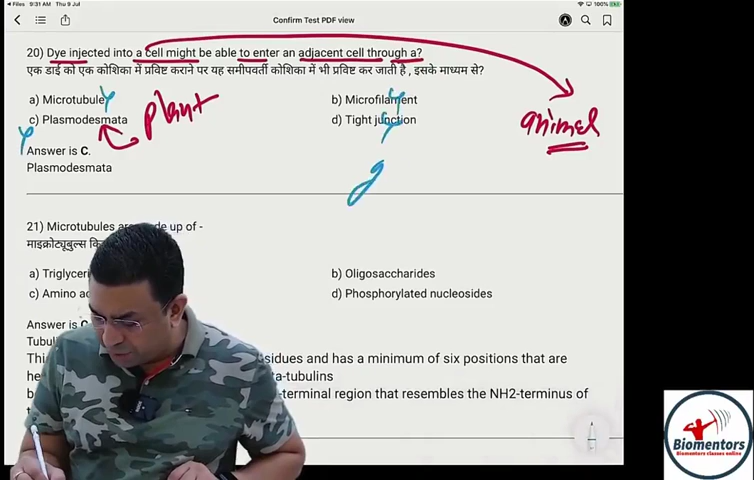 Files 9:31 AM Thu 9 Jul
100%
Confirm Test PDF view
20) Dye injected into a cell might be able to enter an adjacent cell through a?
एक डाई को एक कोशिका में प्रविष्ट कराने पर यह समीपवर्ती कोशिका में भी प्रविष्ट कर जाती है , इसके माध्यम से?
a) Microtubule
b) Microfilament
c) Plasmodesmata
d) Tight junction
Plant
animal
Answer is C.
Plasmodesmata
21) Microtubules are made up of -
माइक्रोट्यूबुल्स
b) Oligosaccharides
d) Phosphorylated nucleosides
Answer is C
sidues and has a minimum of six positions that are
ta-tubulins
-terminal region that resembles the NH2-terminus of
Biomentors
Biomentors classes online